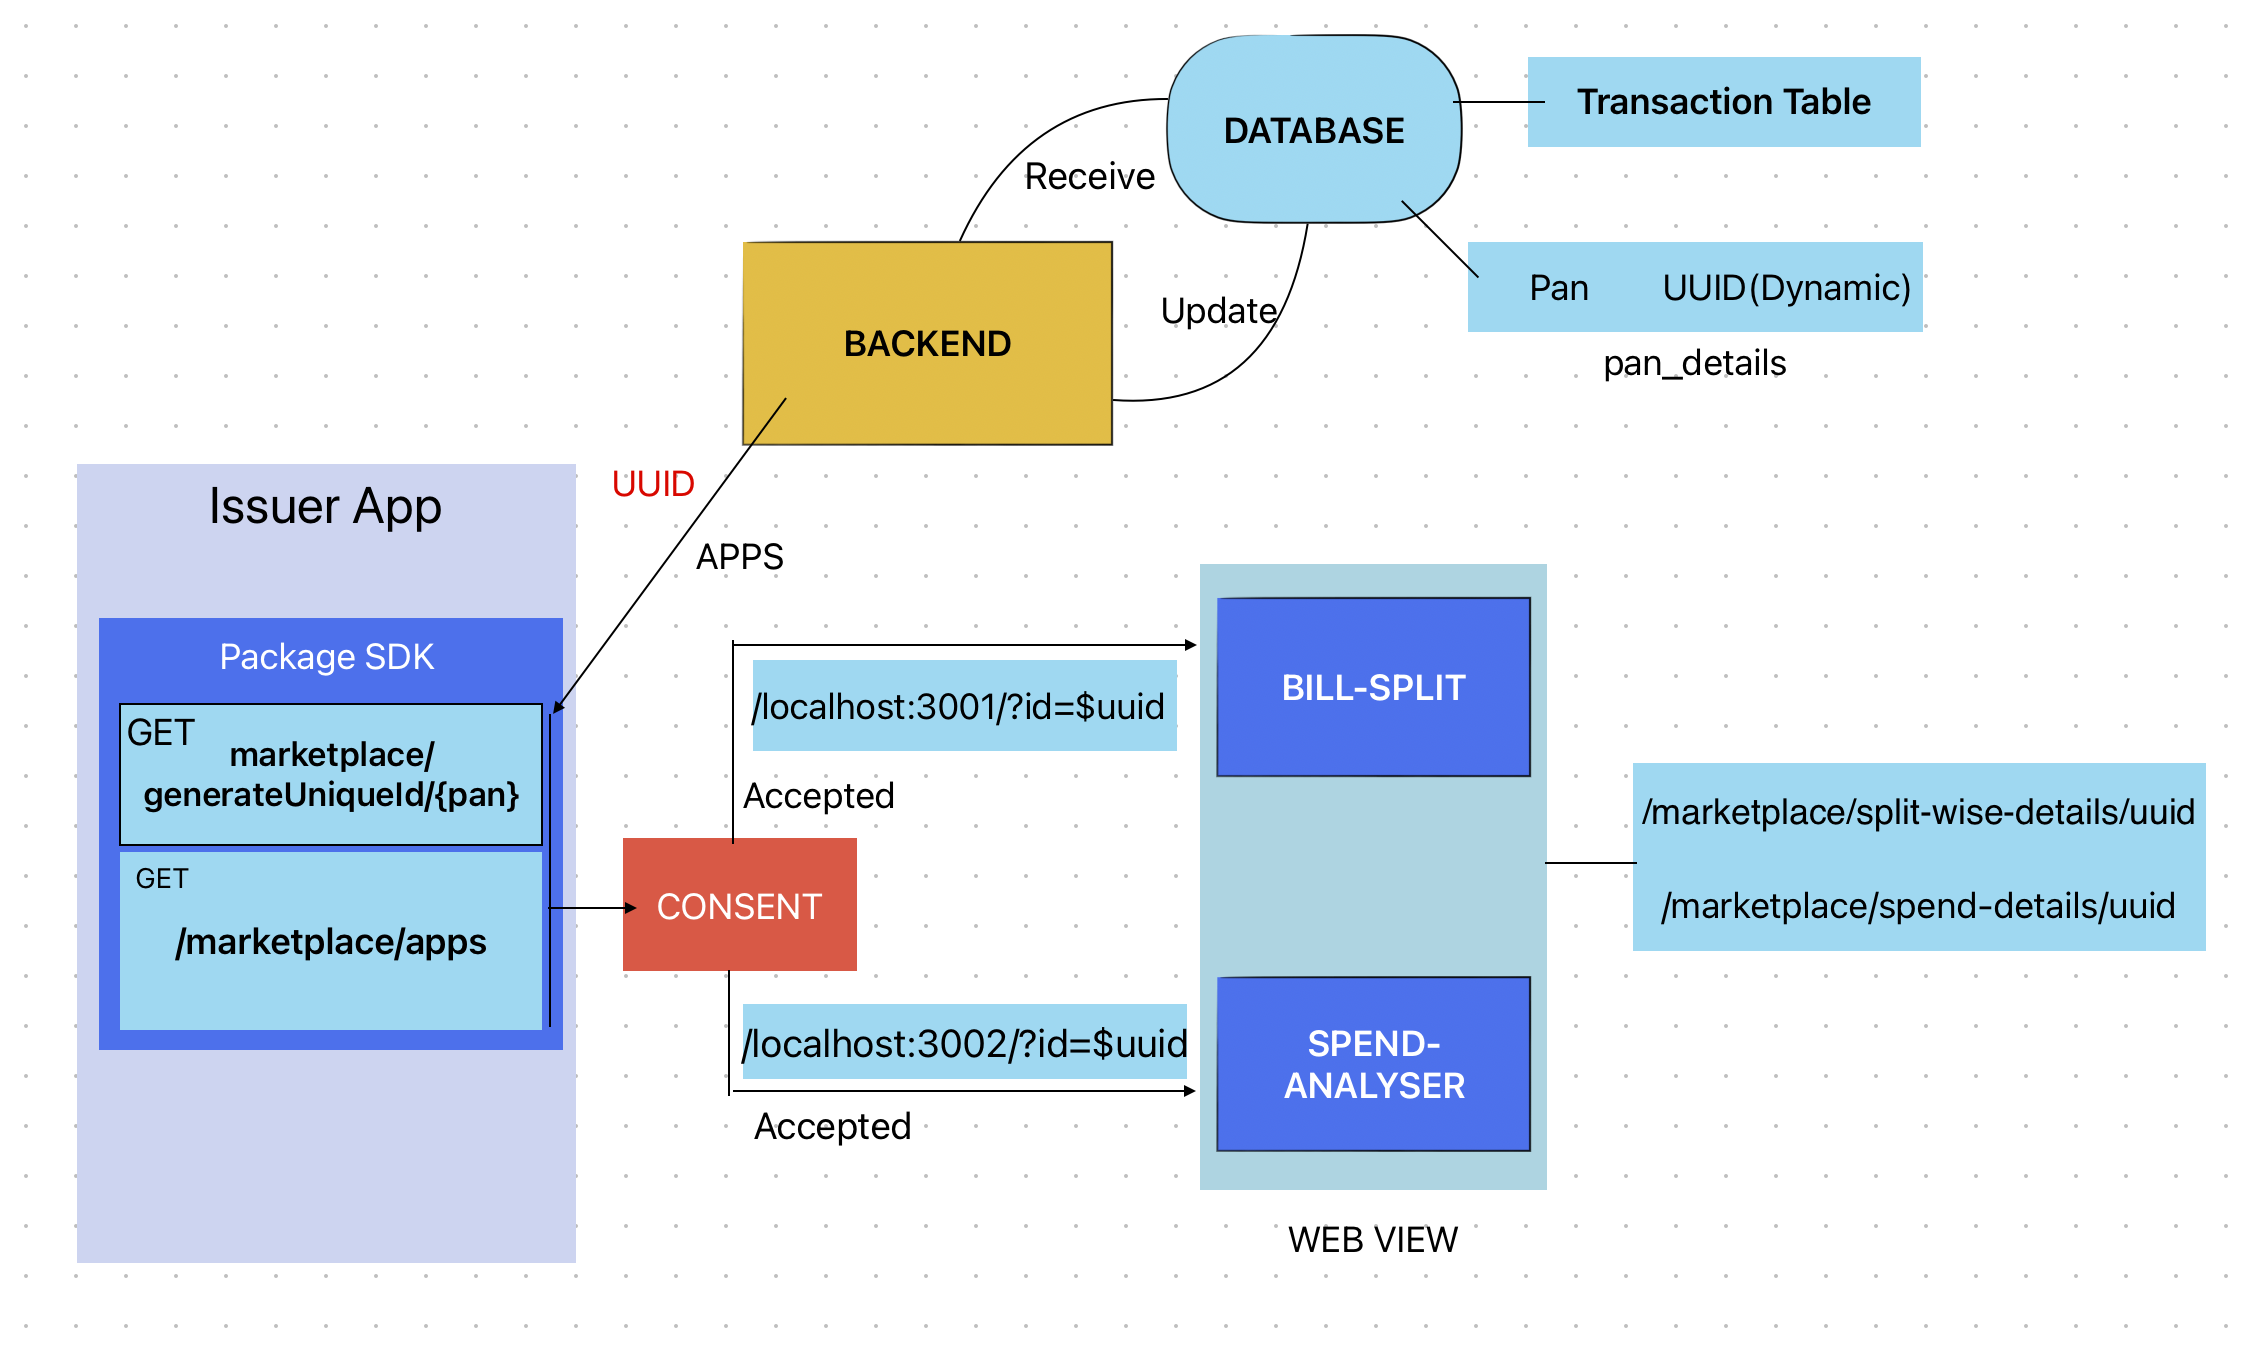 DATABASE
Transaction Table
Receive
Pan UUID(Dynamic)
pan_details
Update
BACKEND
UUID
APPS
Issuer App
Package SDK
GET
marketplace/
generateUniqueId/{pan}
GET
/marketplace/apps
CONSENT
Accepted
/localhost:3001/?id=$uuid
/localhost:3002/?id=$uuid
Accepted
BILL-SPLIT
SPEND-
ANALYSER
WEB VIEW
/marketplace/split-wise-details/uuid
/marketplace/spend-details/uuid